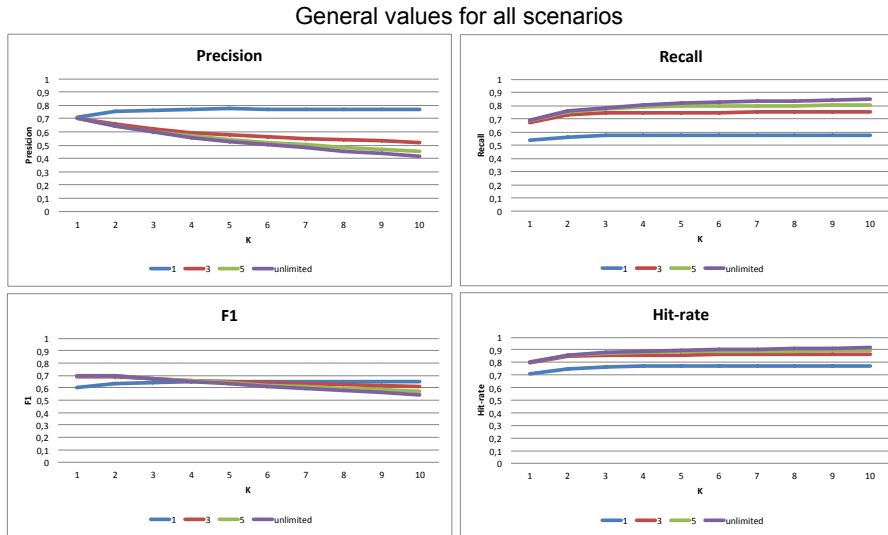 General values for all scenarios
Precision
Presicion
1
0,9
0,8
0,7
0,6
0,5
0,4
0,3
0,2
0,1
0
1 2 3 4 5 6 7 8 9 10
K
1 3 5 unlimited
Recall
Recall
1
0,9
0,8
0,7
0,6
0,5
0,4
0,3
0,2
0,1
0
1 2 3 4 5 6 7 8 9 10
K
1 3 5 unlimited
F1
F1
1
0,9
0,8
0,7
0,6
0,5
0,4
0,3
0,2
0,1
0
1 2 3 4 5 6 7 8 9 10
K
1 3 5 unlimited
Hit-rate
Hit-rate
1
0,9
0,8
0,7
0,6
0,5
0,4
0,3
0,2
0,1
0
1 2 3 4 5 6 7 8 9 10
K
1 3 5 unlimited